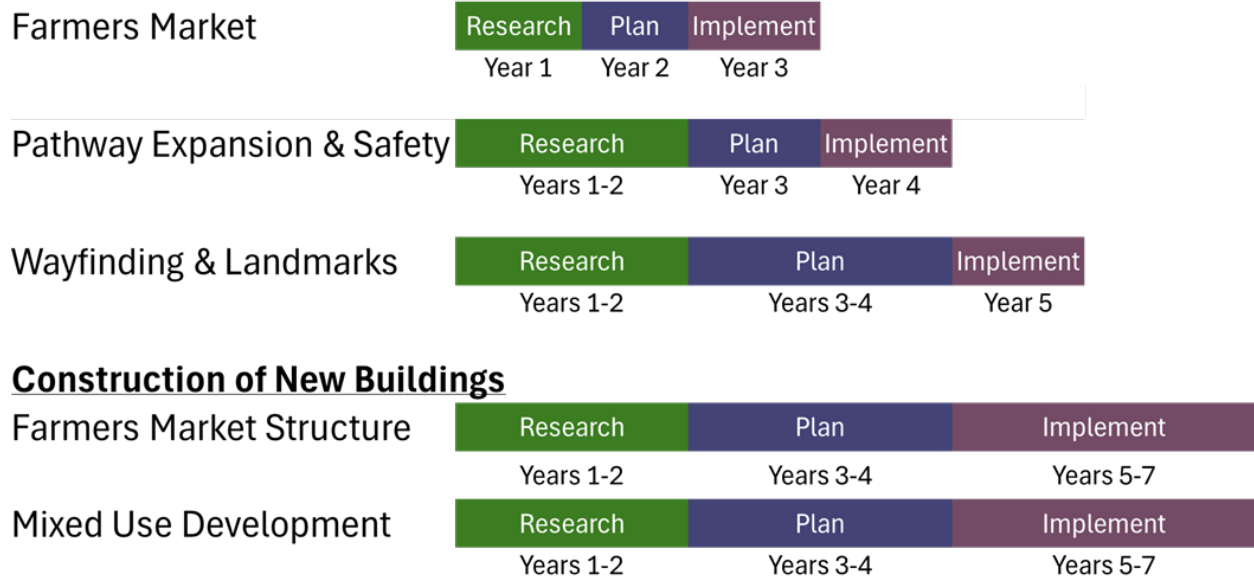 Farmers Market Research Plan Implement
Year 1 Year 2 Year 3
Pathway Expansion & Safety Research Plan Implement
Years 1-2 Year 3 Year 4
Wayfinding & Landmarks Research Plan Implement
Years 1-2 Years 3-4 Year 5
Construction of New Buildings
Farmers Market Structure Research Plan Implement
Years 1-2 Years 3-4 Years 5-7
Mixed Use Development Research Plan Implement
Years 1-2 Years 3-4 Years 5-7